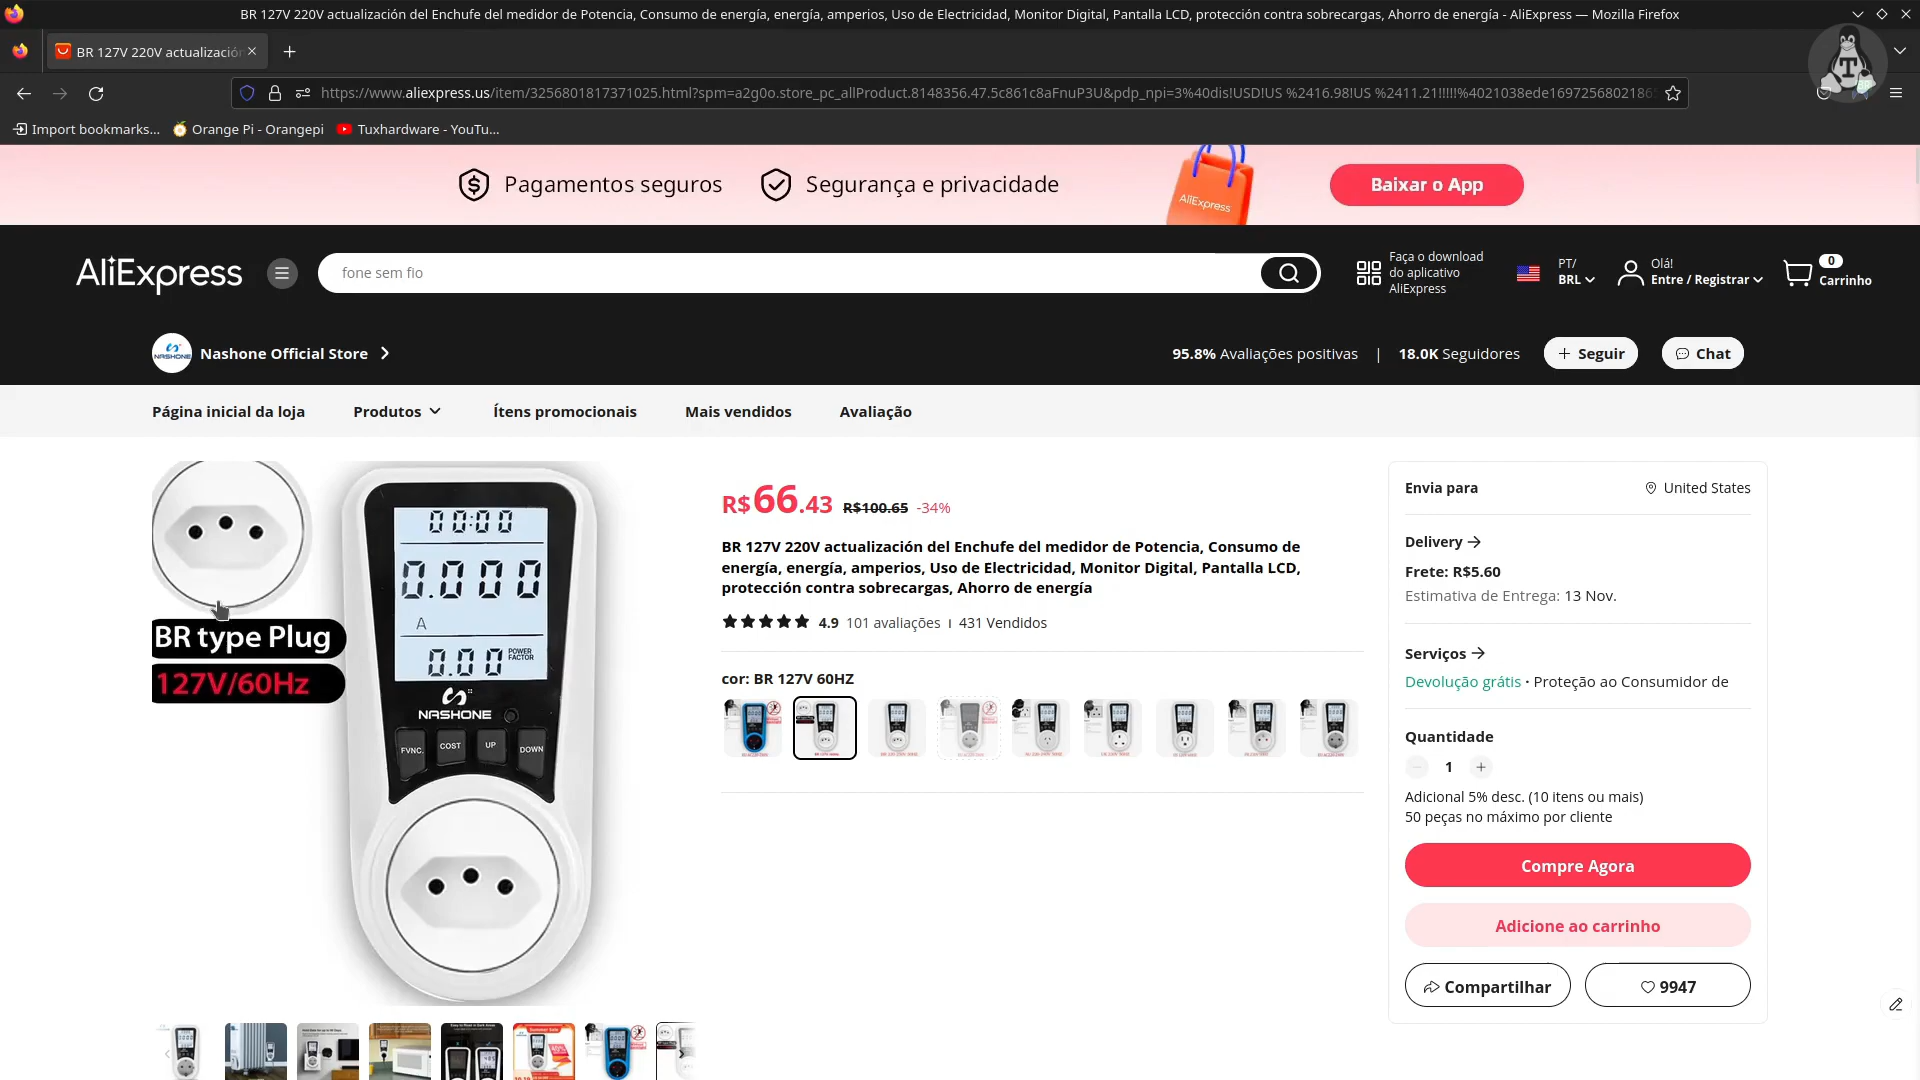 BR 127V 220V actualización del Enchufe del medidor de Potencia, Consumo de energía, energía, amperios, Uso de Electricidad, Monitor Digital, Pantalla LCD, protección contra sobrecargas, Ahorro de energía - AliExpress — Mozilla Firefox
BR 127V 220V actualización
https://www.aliexpress.us/item/3256801817371025.html?spm=a2g0o.store_pc_allProduct.8148356.47.5c861c8aFnuP3U&pdp_npi=3%40dis!USD!US %2416.98!US %2411.21!!!!!%4021038ede16972568021865
Import bookmarks...
Orange Pi - Orangepi
Tuxhardware - YouTu...
Pagamentos seguros
Segurança e privacidade
AliExpress
Baixar o App
AliExpress
fone sem fio
Faça o download
do aplicativo
AliExpress
PT/
BRL
Olá!
Entre / Registrar
0
Carrinho
NASHONE
Nashone Official Store
95.8% Avaliações positivas | 18.0K Seguidores
+ Seguir
Chat
Página inicial da loja
Produtos
Ítens promocionais
Mais vendidos
Avaliação
BR type Plug
127V/60Hz
00:00
0.000
A
0.00 POWER
FACTOR
NASHONE
FVNC.
COST
UP
DOWN
R$66.43 R$100.65 -34%
BR 127V 220V actualización del Enchufe del medidor de Potencia, Consumo de
energía, energía, amperios, Uso de Electricidad, Monitor Digital, Pantalla LCD,
protección contra sobrecargas, Ahorro de energía
4.9 101 avaliações 431 Vendidos
cor: BR 127V 60HZ
Envia para
United States
Delivery
Frete: R$5.60
Estimativa de Entrega: 13 Nov.
Serviços
Devolução grátis · Proteção ao Consumidor de
Quantidade
1
Adicional 5% desc. (10 itens ou mais)
50 peças no máximo por cliente
Compre Agora
Adicione ao carrinho
Compartilhar
9947